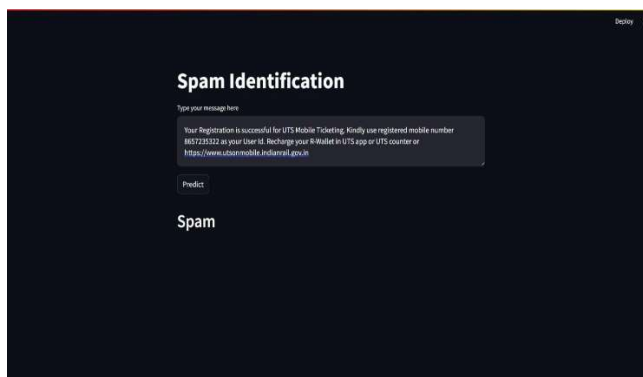 Deploy
Spam Identification
Type your message here
Your Registration is successful for UTS Mobile Ticketing. Kindly use registered mobile number
8657235322 as your User Id. Recharge your R-Wallet in UTS app or UTS counter or
https://www.utsonmobile.indianrail.gov.in
Predict
Spam